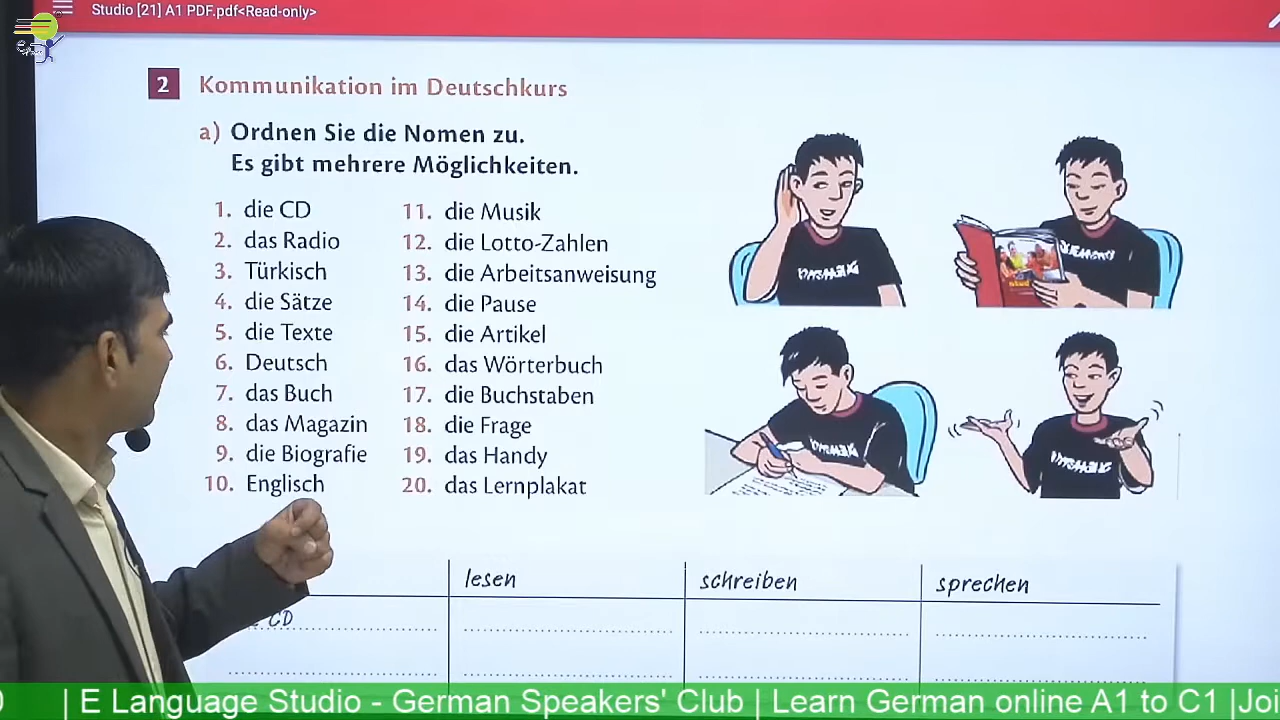 Studio [21] A1 PDF.pdf<Read-only>
2 Kommunikation im Deutschkurs
a) Ordnen Sie die Nomen zu.
Es gibt mehrere Möglichkeiten.
1. die CD
2. das Radio
3. Türkisch
4. die Sätze
5. die Texte
6. Deutsch
7. das Buch
8. das Magazin
9. die Biografie
10. Englisch
11. die Musik
12. die Lotto-Zahlen
13. die Arbeitsanweisung
14. die Pause
15. die Artikel
16. das Wörterbuch
17. die Buchstaben
18. die Frage
19. das Handy
20. das Lernplakat
lesen schreiben sprechen
CD
| E Language Studio - German Speakers' Club | Learn German online A1 to C1 |Joi